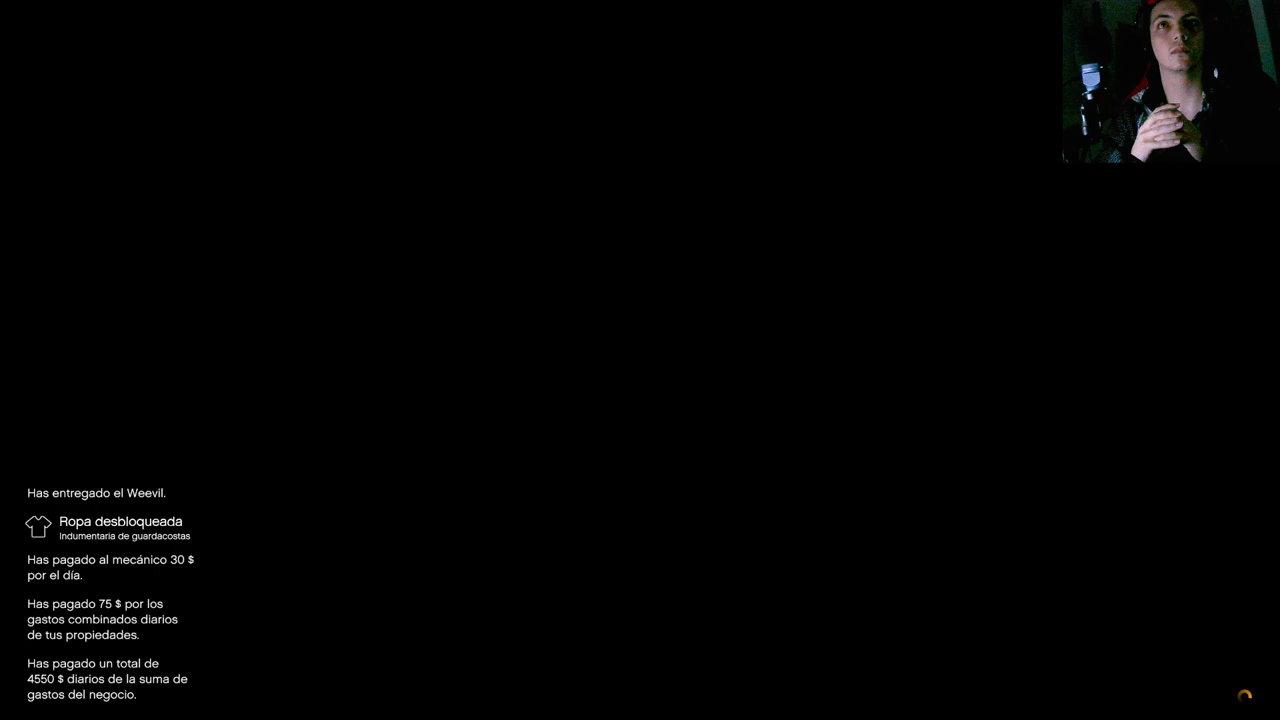 Has entregado el Weevil.
Ropa desbloqueada
Indumentaria de guardacostas
Has pagado al mecánico 30 $
por el día.
Has pagado 75 $ por los
gastos combinados diarios
de tus propiedades.
Has pagado un total de
4550 $ diarios de la suma de
gastos del negocio.